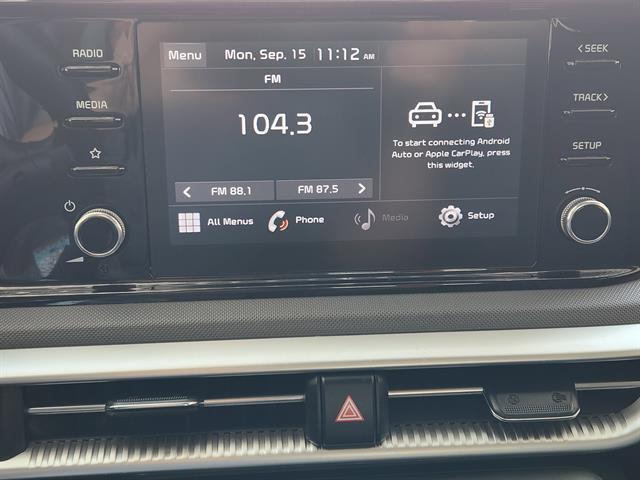 RADIO
MEDIA
Menu
Mon, Sep. 15
11:12 AM
FM
104.3
FM 88.1
FM 87.5
To start connecting Android
Auto or Apple CarPlay, press
this widget.
All Menus
Phone
Media
Setup
< SEEK
TRACK >
SETUP